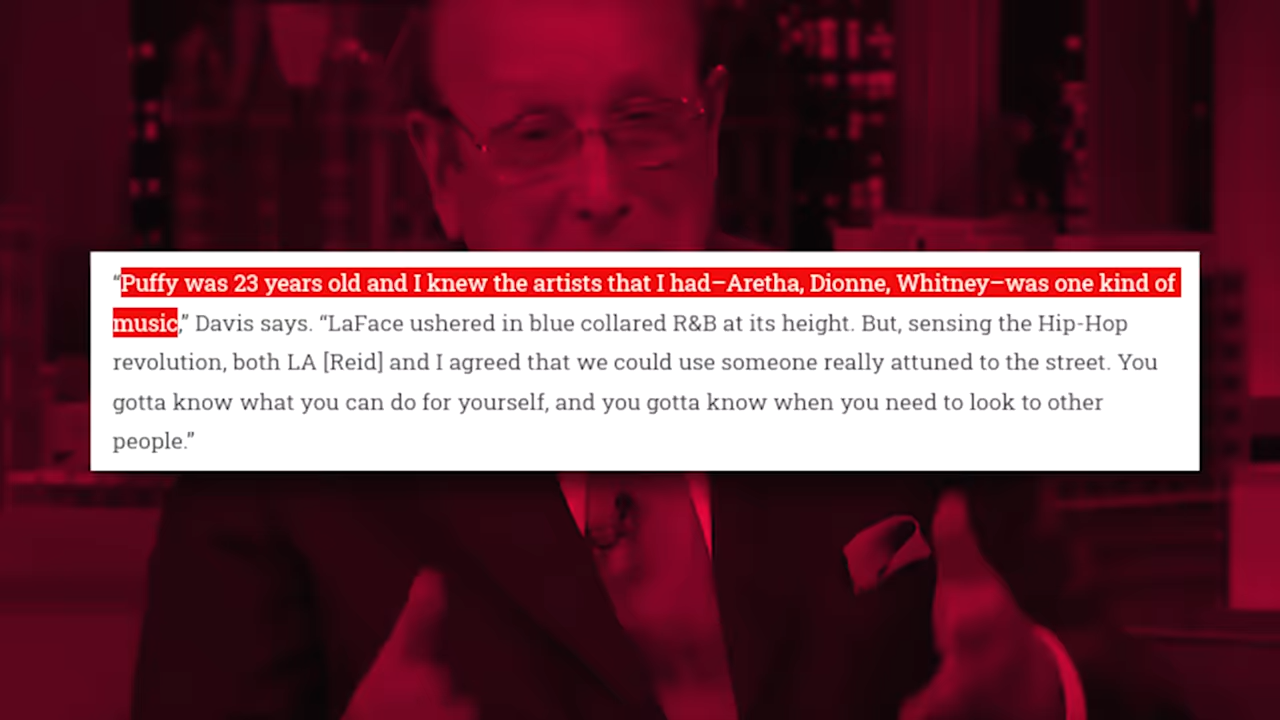 “Puffy was 23 years old and I knew the artists that I had–Aretha, Dionne, Whitney–was one kind of
music,” Davis says. “LaFace ushered in blue collared R&B at its height. But, sensing the Hip-Hop
revolution, both LA [Reid] and I agreed that we could use someone really attuned to the street. You
gotta know what you can do for yourself, and you gotta know when you need to look to other
people.”